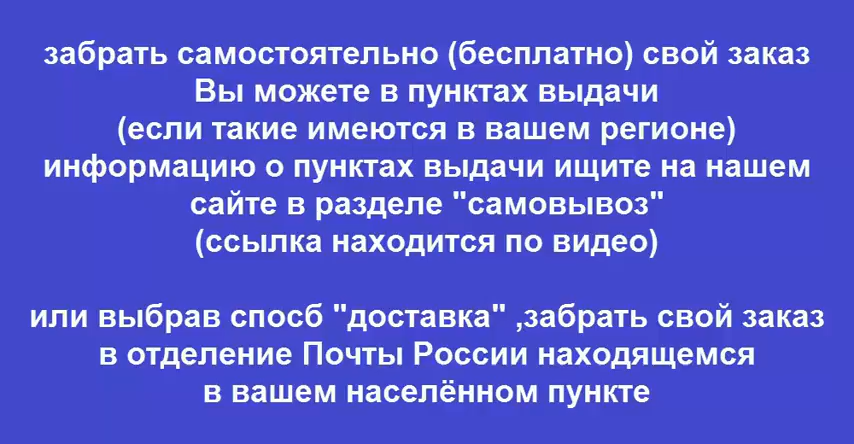 забрать самостоятельно (бесплатно) свой заказ
Вы можете в пунктах выдачи
(если такие имеются в вашем регионе)
информацию о пунктах выдачи ищите на нашем
сайте в разделе "самовывоз"
(ссылка находится по видео)
или выбрав спосб "доставка" ,забрать свой заказ
в отделение Почты России находящемся
в вашем населённом пункте